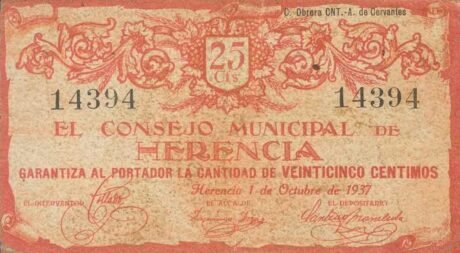 C. Obrera CNT.-A. de Cervantes
25
Cts
14394 14394
EL CONSEJO MUNICIPAL DE
HERENCIA
GARANTIZA AL PORTADOR LA CANTIDAD DE VEINTICINCO CENTIMOS
Herencia 1 de Octubre de 1937
EL INTERVENTOR EL ALCALDE EL DEPOSITARIO